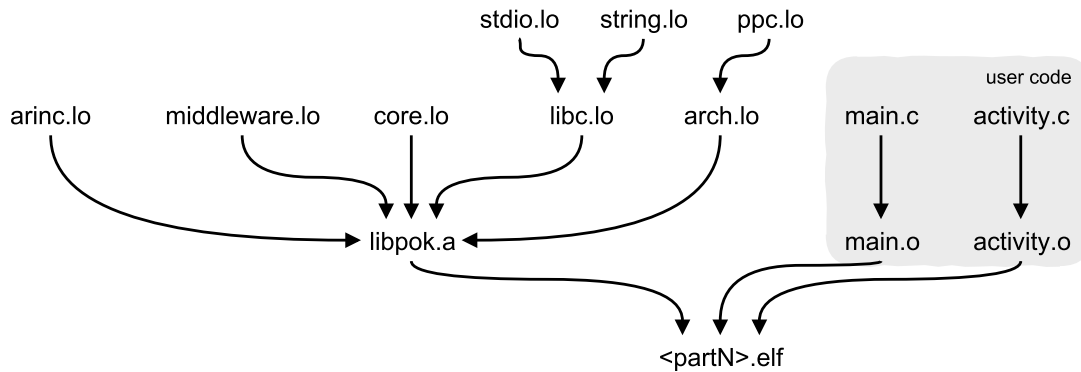 stdio.lo string.lo ppc.lo
user code
arinc.lo middleware.lo core.lo libc.lo arch.lo main.c activity.c
libpok.a main.o activity.o
<partN>.elf